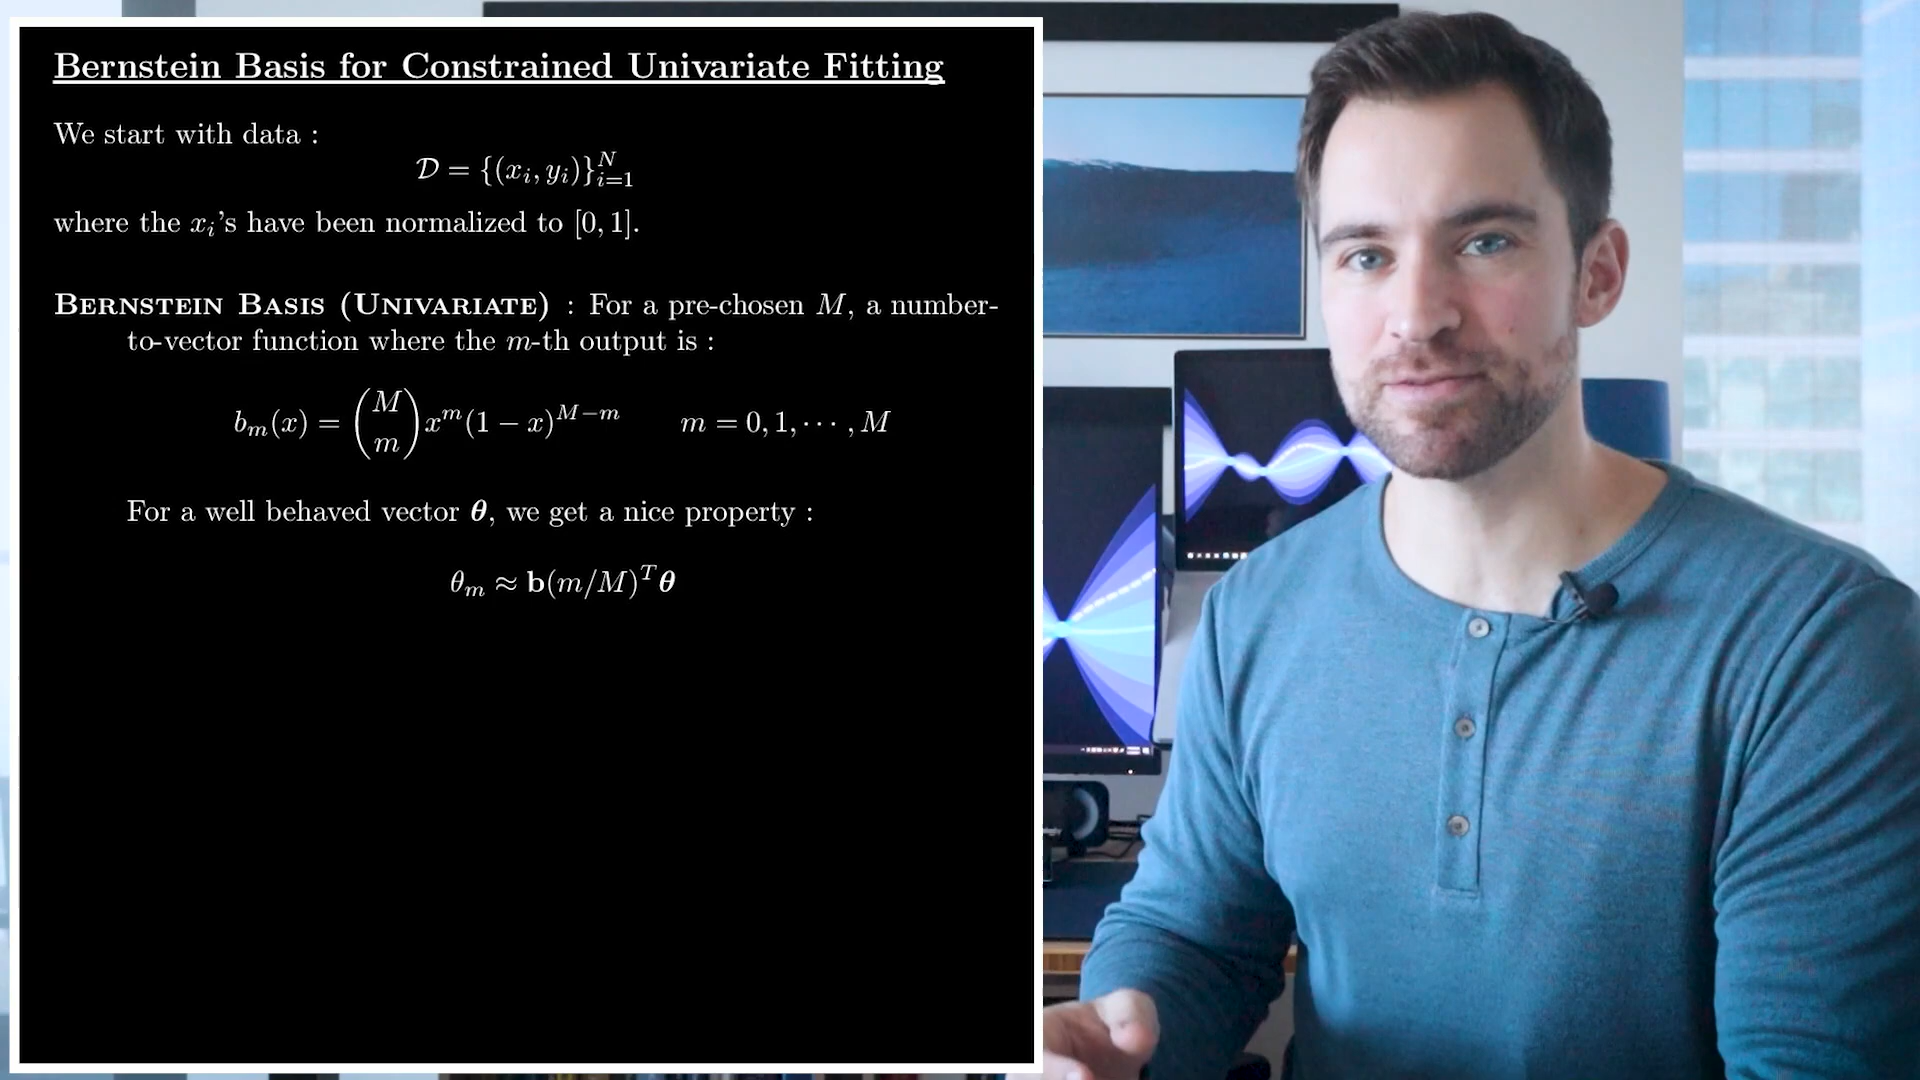 Bernstein Basis for Constrained Univariate Fitting
We start with data :
𝒟 = {(xᵢ, yᵢ)}ᵢ₌₁ᴺ
where the xᵢ's have been normalized to [0, 1].
BERNSTEIN BASIS (UNIVARIATE) : For a pre-chosen M, a number-
to-vector function where the m-th output is :
bₘ(x) = (M m) xᵐ(1 − x)ᴹ⁻ᵐ m = 0, 1, ⋯ , M
For a well behaved vector θ, we get a nice property :
θₘ ≈ b(m/M)ᵀθ